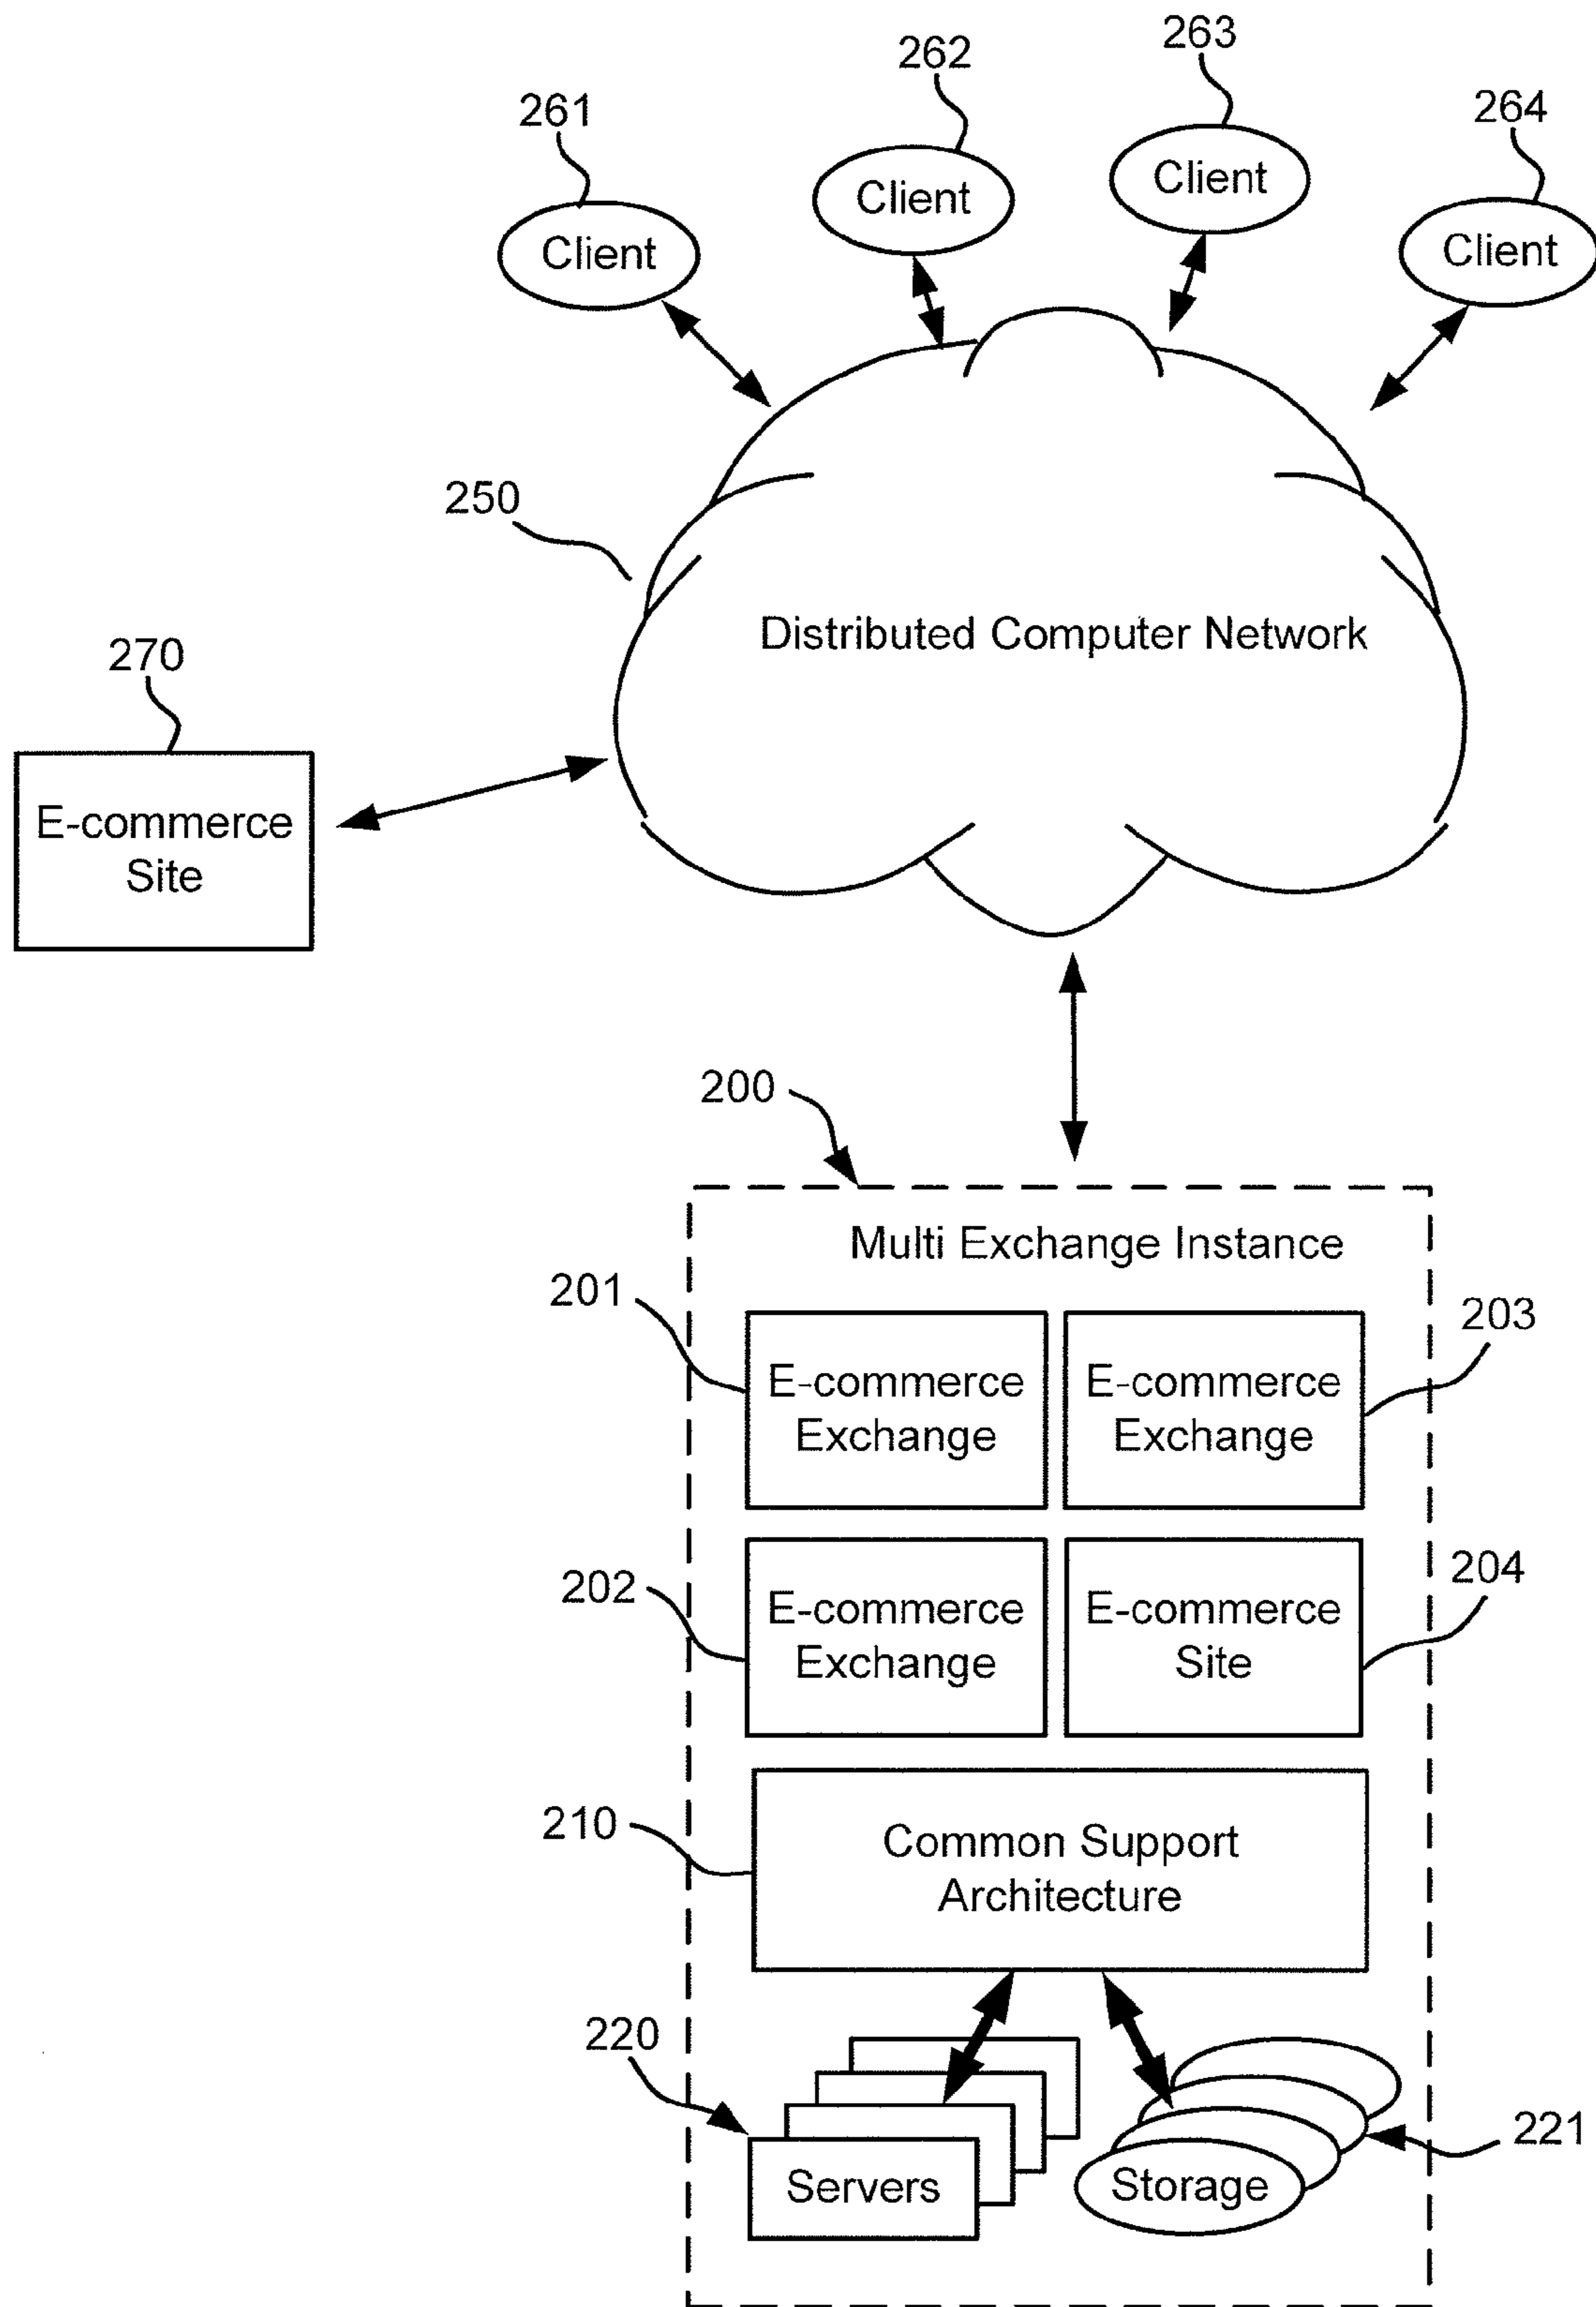 263
262
261
264
Client
Client
Client
Client
250
Distributed Computer Network
270
E-commerce
Site
200
Multi Exchange Instance
201
203
E-commerce
Exchange
E-commerce
Exchange
202
204
E-commerce
Exchange
E-commerce
Site
210
Common Support
Architecture
220
221
Servers
Storage